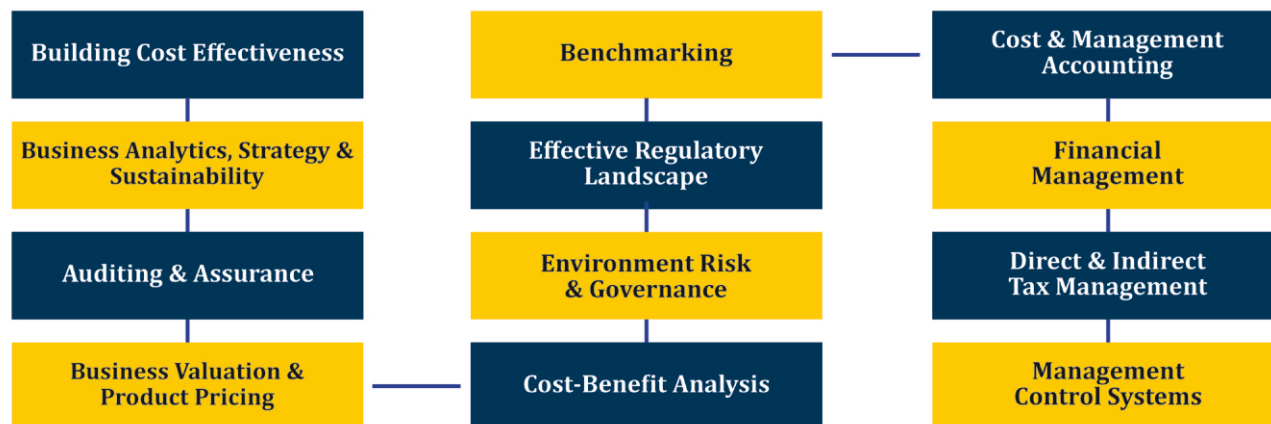 Building Cost Effectiveness
Business Analytics, Strategy &
Sustainability
Auditing & Assurance
Business Valuation &
Product Pricing
Benchmarking
Effective Regulatory
Landscape
Environment Risk
& Governance
Cost-Benefit Analysis
Cost & Management
Accounting
Financial
Management
Direct & Indirect
Tax Management
Management
Control Systems